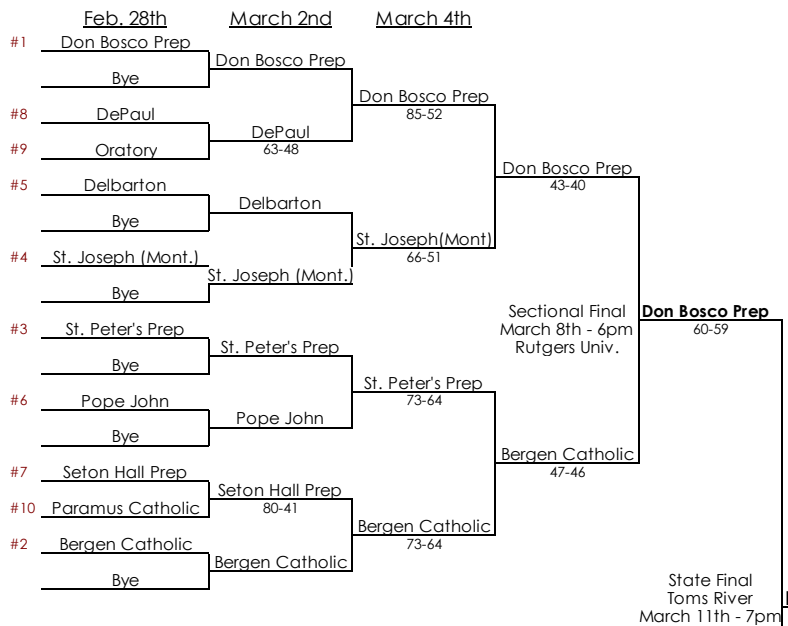 Feb. 28th March 2nd March 4th
#1 Don Bosco Prep
Don Bosco Prep
Bye
Don Bosco Prep
85-52
#8 DePaul
DePaul
63-48
#9 Oratory
Don Bosco Prep
43-40
#5 Delbarton
Delbarton
Bye
St. Joseph(Mont)
66-51
#4 St. Joseph (Mont.)
St. Joseph (Mont.)
Bye
Sectional Final
March 8th - 6pm
Rutgers Univ.
Don Bosco Prep
60-59
#3 St. Peter's Prep
St. Peter's Prep
Bye
St. Peter's Prep
73-64
#6 Pope John
Pope John
Bye
Bergen Catholic
47-46
#7 Seton Hall Prep
Seton Hall Prep
80-41
#10 Paramus Catholic
Bergen Catholic
73-64
#2 Bergen Catholic
Bergen Catholic
Bye
State Final
Toms River
March 11th - 7pm